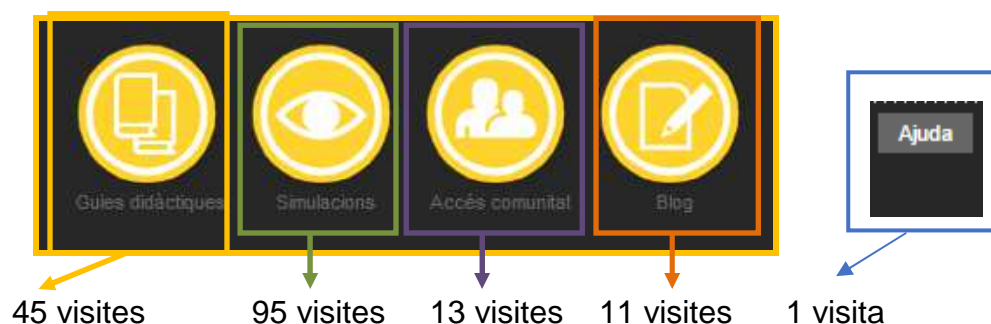 Guies didàctiques
Simulacions
Accés comunitat
Blog
Ajuda
45 visites
95 visites
13 visites
11 visites
1 visita